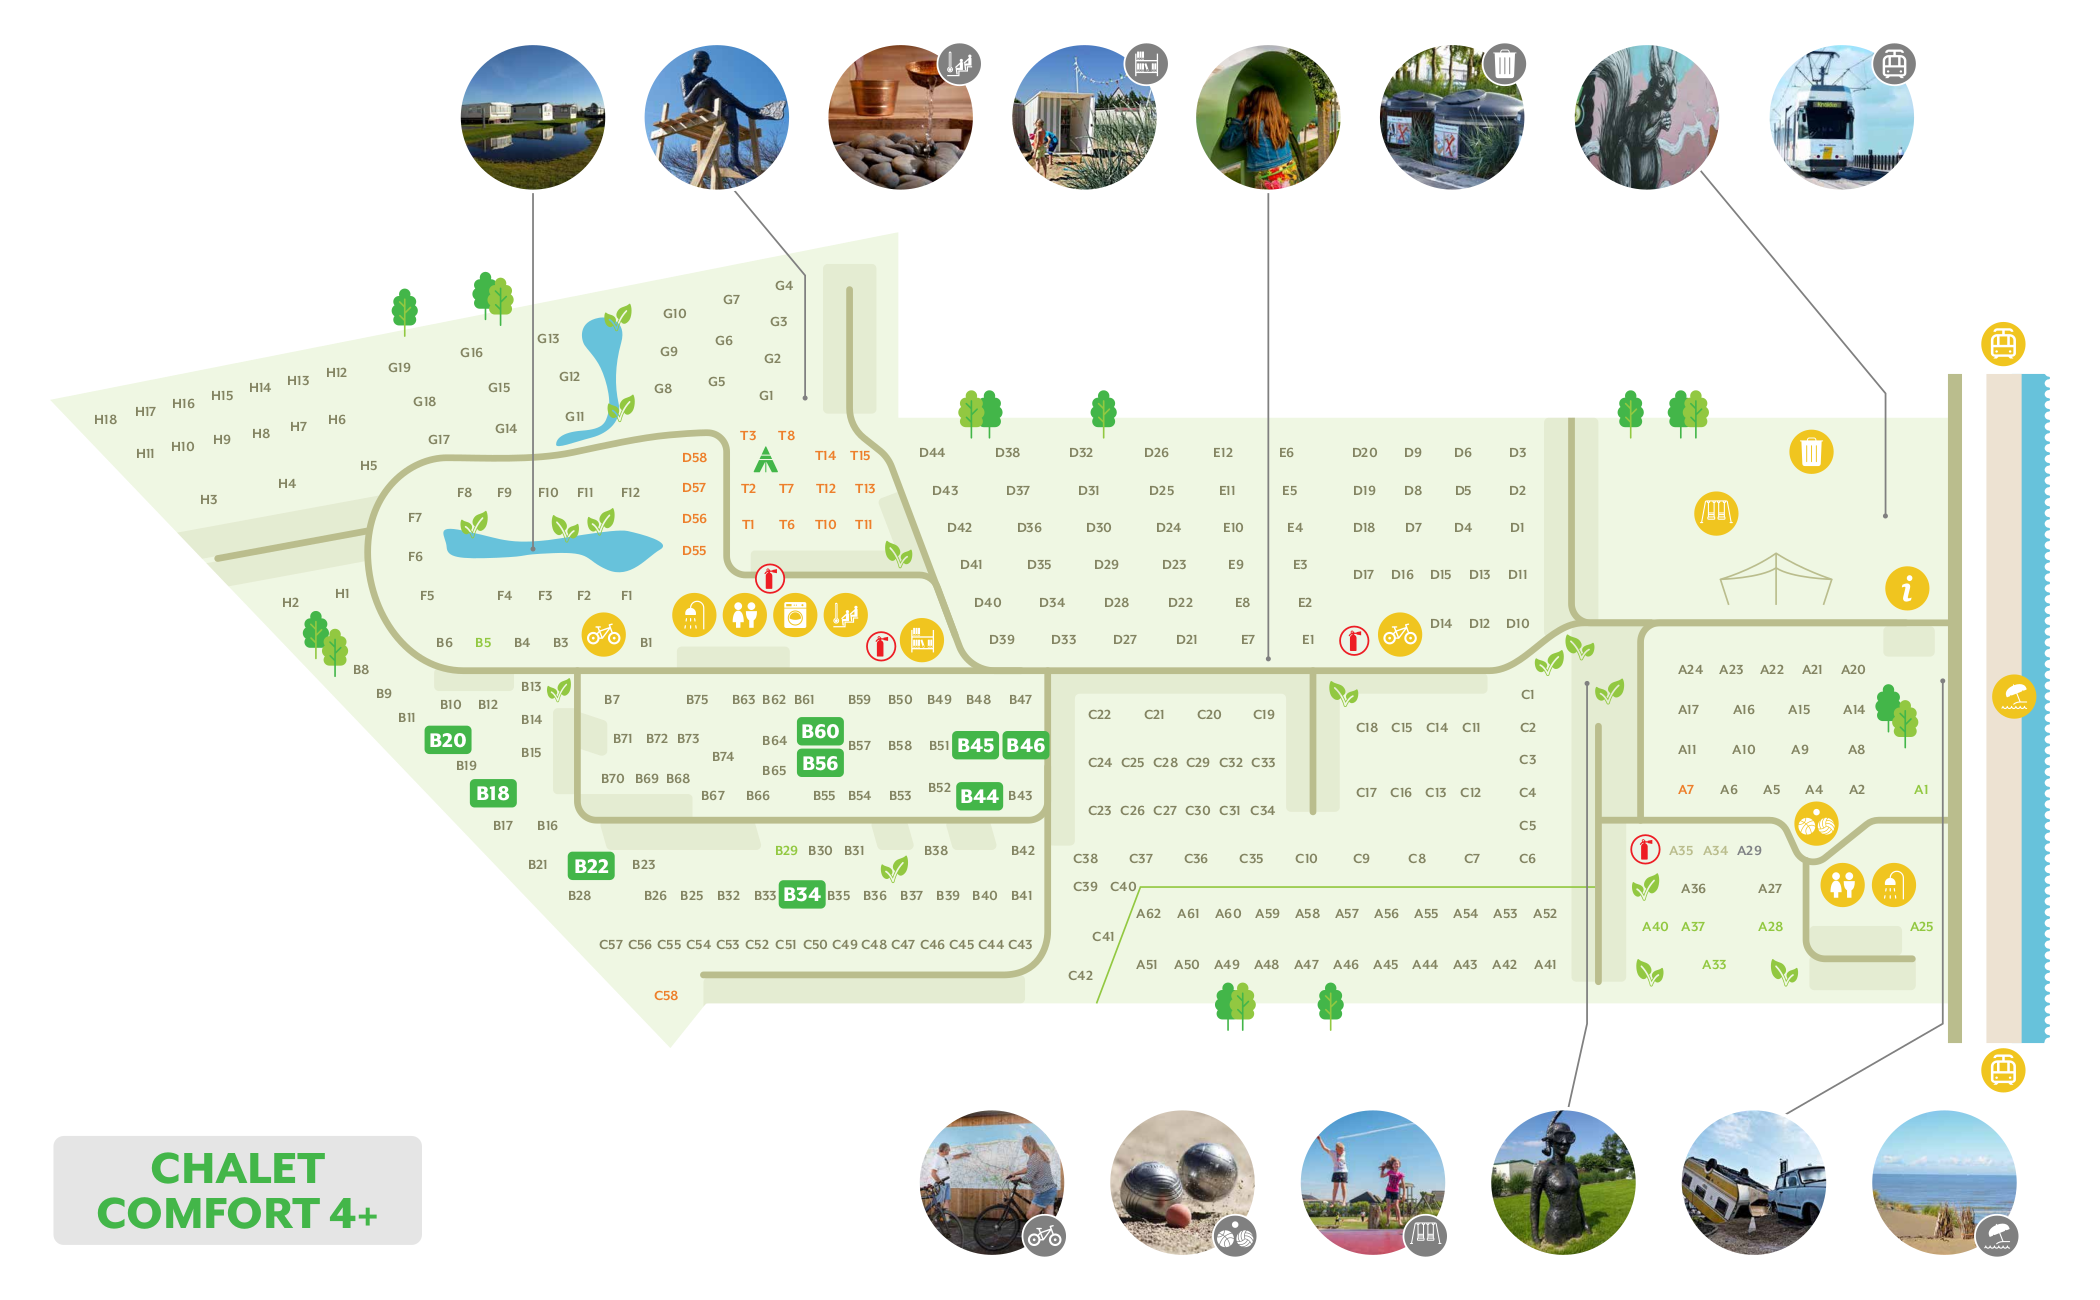 G4
G7
G10
G3
G13
G6
G16
G9
G2
G19
H12
G12
G5
H13
G15
G8
H14
G1
H15
G18
H16
H17
G11
H18
H6
G14
T3 T8
H7
H8
G17
H9
H10
H11
D58
T14 T15
D44 D38 D32 D26 E12 E6 D20 D9 D6 D3
H5
H4
H3
F8 F9 F10 F11 F12
D57
T2 T7 T12 T13
D43 D37 D31 D25 E11 E5 D19 D8 D5 D2
F7
D56
T1 T6 T10 T11
D42 D36 D30 D24 E10 E4 D18 D7 D4 D1
F6
D55
D41 D35 D29 D23 E9 E3 D17 D16 D15 D13 D11
i
H1
H2
F5 F4 F3 F2 F1
D40 D34 D28 D22 E8 E2
D14 D12 D10
B6 B5 B4 B3 B1
D39 D33 D27 D21 E7 E1
B8
A24 A23 A22 A21 A20
B9
B13
B10 B12
B11
B14
B7 B75 B63 B62 B61 B59 B50 B49 B48 B47
C1
C22 C21 C20 C19
A17 A16 A15 A14
C18 C15 C14 C11 C2
B20
B71 B72 B73 B64 B60 B57 B58 B51 B45 B46
B15
B74
A11 A10 A9 A8
B19
B65 B56
C24 C25 C28 C29 C32 C33
C3
B70 B69 B68
B18
B67 B66 B55 B54 B53 B52 B44 B43
C17 C16 C13 C12 C4
A7 A6 A5 A4 A2 A1
C23 C26 C27 C30 C31 C34
B17 B16
C5
B29 B30 B31 B38 B42
A35 A34 A29
B21 B22 B23
C38 C37 C36 C35 C10 C9 C8 C7 C6
C39 C40
A36 A27
B28 B26 B25 B32 B33 B34 B35 B36 B37 B39 B40 B41
A62 A61 A60 A59 A58 A57 A56 A55 A54 A53 A52
A40 A37 A28 A25
C41
C57 C56 C55 C54 C53 C52 C51 C50 C49 C48 C47 C46 C45 C44 C43
A51 A50 A49 A48 A47 A46 A45 A44 A43 A42 A41
A33
C42
C58
CHALET
COMFORT 4+